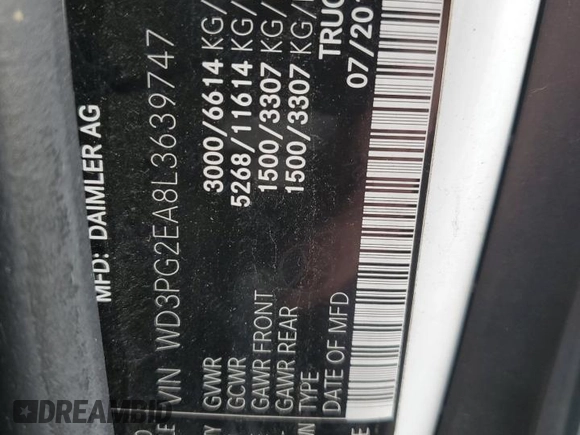 MFD: DAIMLER AG
VIN WD3PG2EA8L3639747
GVWR 3000/6614 KG/
GCWR 5268/11614 KG/
GAWR FRONT 1500/3307 KG/
GAWR REAR 1500/3307 KG/
TYPE TRUC
DATE OF MFD 07/201
DREAMBID